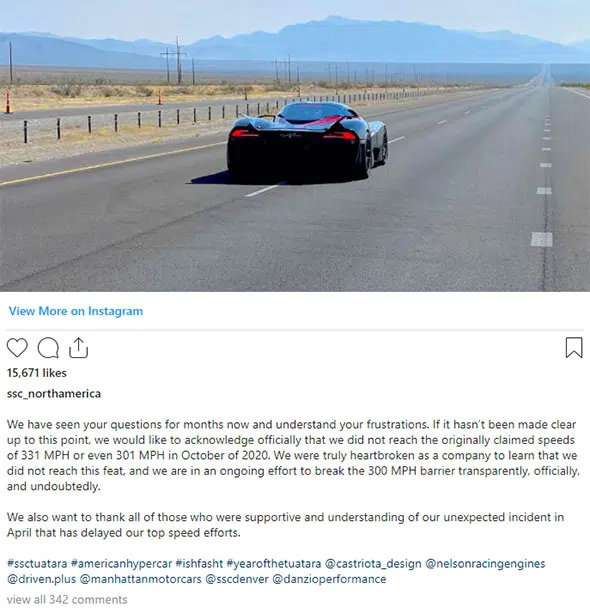 View More on Instagram
15,671 likes
ssc_northamerica
We have seen your questions for months now and understand your frustrations. If it hasn't been made clear
up to this point, we would like to acknowledge officially that we did not reach the originally claimed speeds
of 331 MPH or even 301 MPH in October of 2020. We were truly heartbroken as a company to learn that we
did not reach this feat, and we are in an ongoing effort to break the 300 MPH barrier transparently, officially,
and undoubtedly.
We also want to thank all of those who were supportive and understanding of our unexpected incident in
April that has delayed our top speed efforts.
#ssctuatara #americanhypercar #ishfasht #yearofthetuatara @castriota_design @nelsonracingengines
@driven.plus @manhattanmotorcars @sscdenver @danzioperformance
view all 342 comments